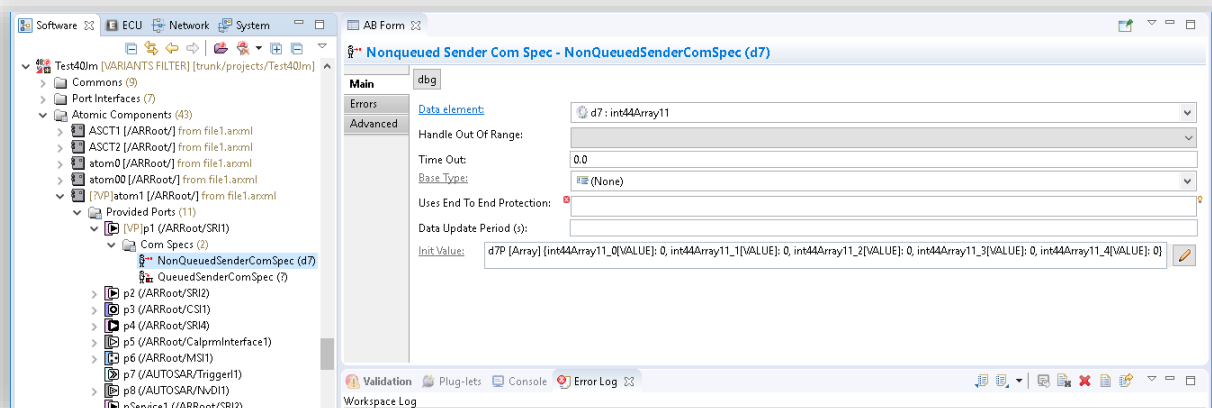 Software ECU Network System
Test40Jm [VARIANTS FILTER] [trunk/projects/Test40Jm]
Commons (9)
Port Interfaces (7)
Atomic Components (43)
ASCT1 [/ARRoot/] from file1.arxml
ASCT2 [/ARRoot/] from file1.arxml
atom0 [/ARRoot/] from file1.arxml
atom00 [/ARRoot/] from file1.arxml
[?VP]atom1 [/ARRoot/] from file1.arxml
Provided Ports (11)
[VP]p1 (/ARRoot/SRI1)
Com Specs (2)
NonQueuedSenderComSpec (d7)
QueuedSenderComSpec (?)
p2 (/ARRoot/SRI2)
p3 (/ARRoot/CSI1)
p4 (/ARRoot/SRI4)
p5 (/ARRoot/CalprmInterface1)
p6 (/ARRoot/MSI1)
p7 (/AUTOSAR/TriggerI1)
p8 (/AUTOSAR/NvDI1)
pService1 (/ARRoot/SRI2)
AB Form
Nonqueued Sender Com Spec - NonQueuedSenderComSpec (d7)
Main
Errors
Advanced
dbg
Data element: d7 : int44Array11
Handle Out Of Range:
Time Out: 0.0
Base Type: (None)
Uses End To End Protection:
Data Update Period (s):
Init Value: d7P [Array] {int44Array11_0[VALUE]: 0, int44Array11_1[VALUE]: 0, int44Array11_2[VALUE]: 0, int44Array11_3[VALUE]: 0, int44Array11_4[VALUE]: 0}
Validation Plug-lets Console Error Log
Workspace Log